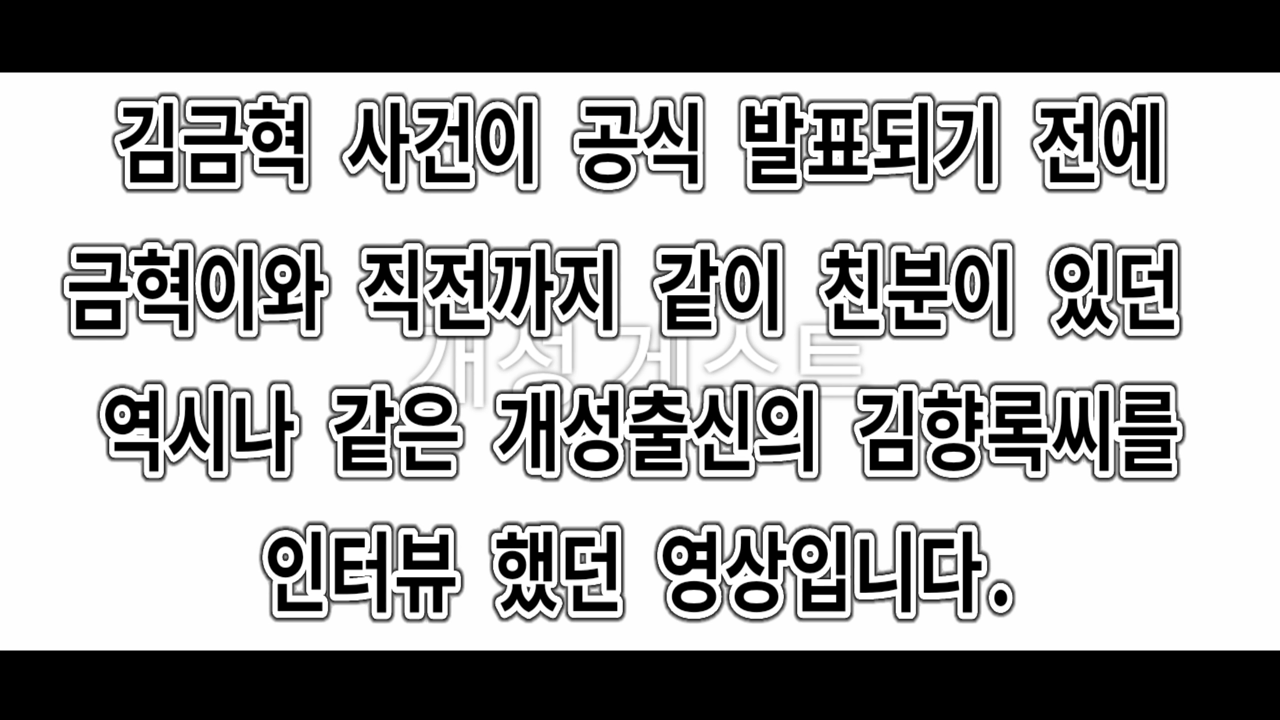 김금혁 사건이 공식 발표되기 전에
금혁이와 직전까지 같이 친분이 있던
개성 게스트
역시나 같은 개성출신의 김향록씨를
인터뷰 했던 영상입니다.